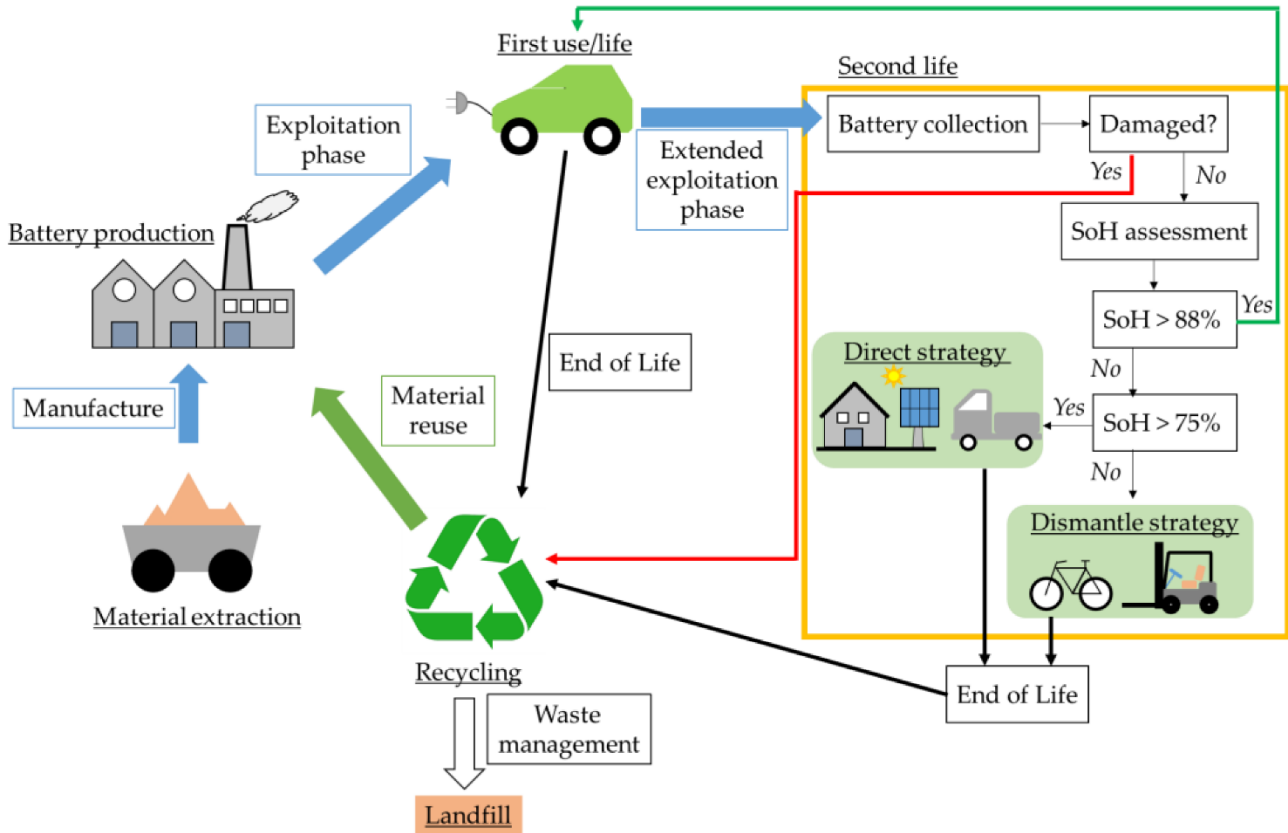 First use/life
Second life
Exploitation
phase
Battery collection
Damaged?
Extended
exploitation
phase
Yes
No
Battery production
SoH assessment
SoH > 88%
Yes
Direct strategy
End of Life
No
Manufacture
Material
reuse
Yes
SoH > 75%
No
Dismantle strategy
Material extraction
Recycling
End of Life
Waste
management
Landfill